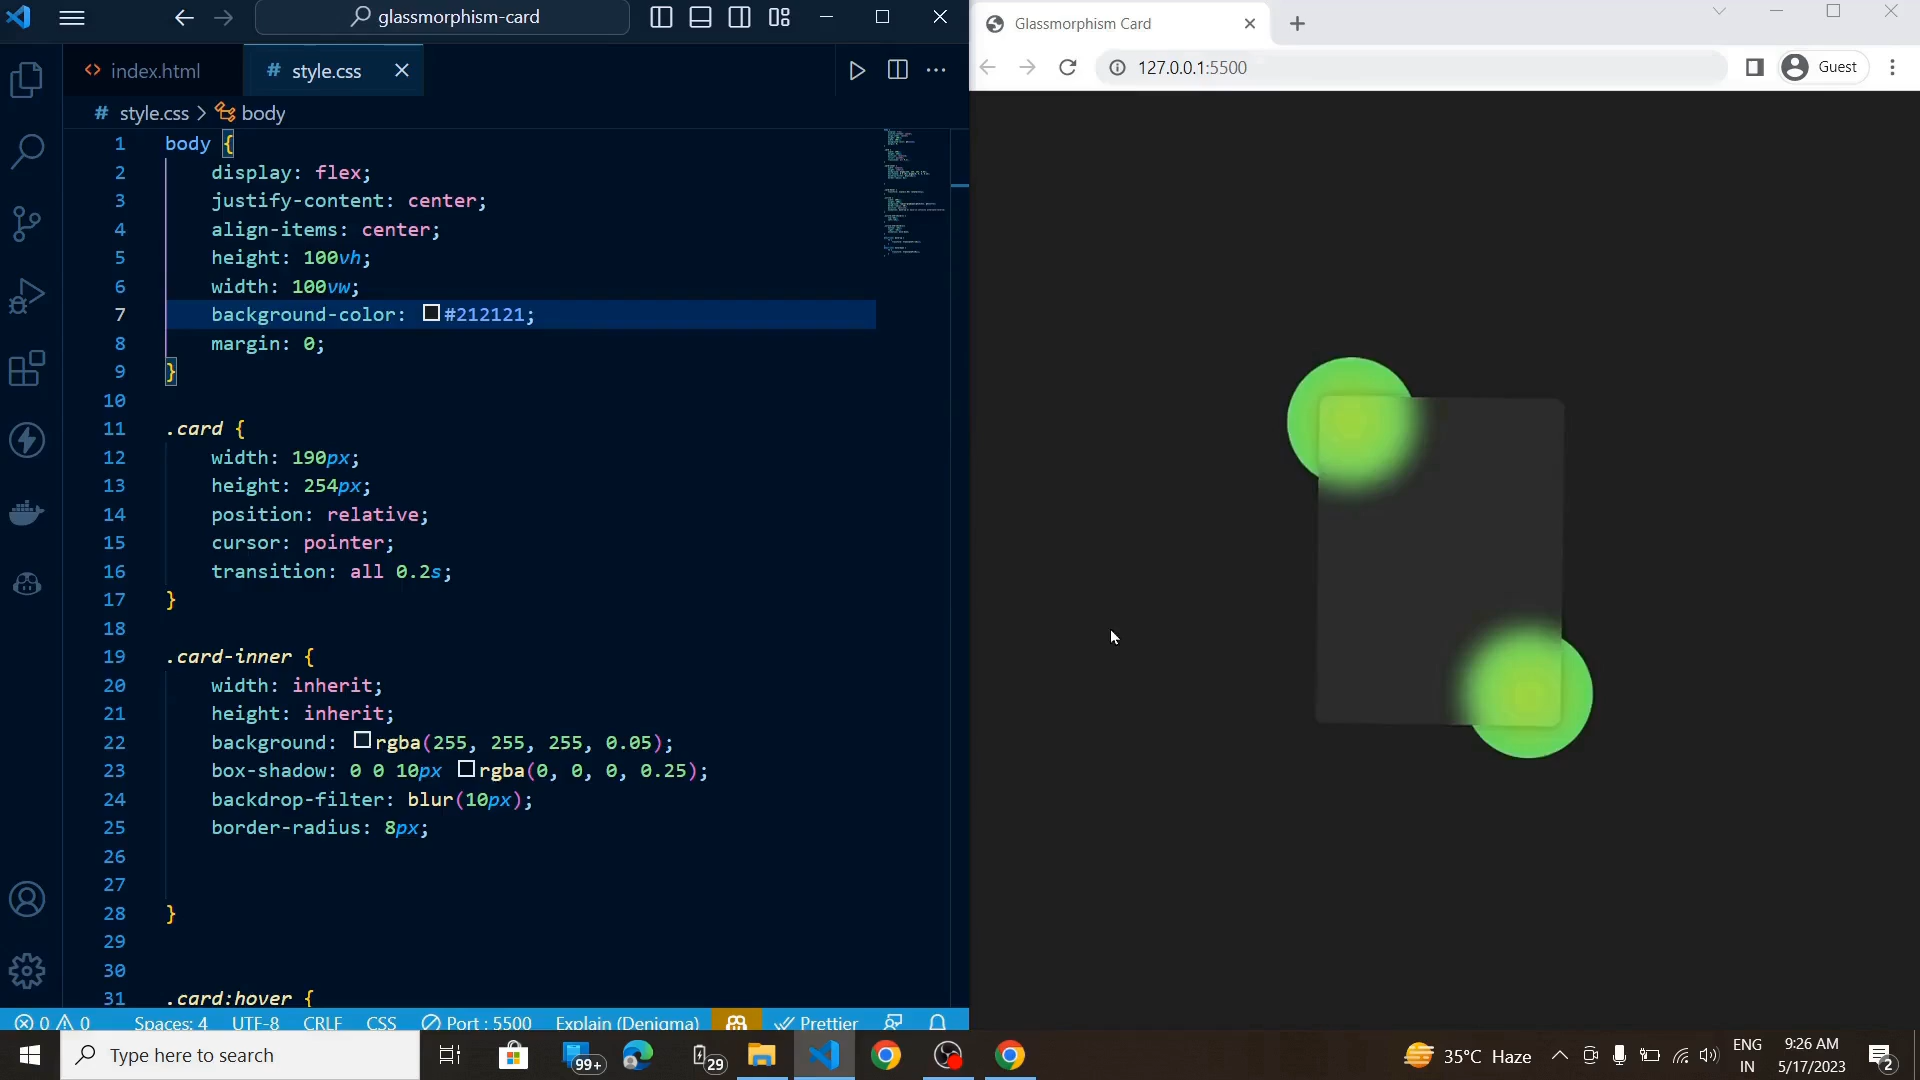 glassmorphism-card
index.html
# style.css
# style.css > body
1 body {
2 display: flex;
3 justify-content: center;
4 align-items: center;
5 height: 100vh;
6 width: 100vw;
7 background-color: #212121;
8 margin: 0;
9 }
10
11 .card {
12 width: 190px;
13 height: 254px;
14 position: relative;
15 cursor: pointer;
16 transition: all 0.2s;
17 }
18
19 .card-inner {
20 width: inherit;
21 height: inherit;
22 background: rgba(255, 255, 255, 0.05);
23 box-shadow: 0 0 10px rgba(0, 0, 0, 0.25);
24 backdrop-filter: blur(10px);
25 border-radius: 8px;
26
27
28 }
29
30
31 .card:hover {
0 0 Spaces: 4 UTF-8 CRLF CSS Port : 5500 Explain (Denigma) Prettier
Glassmorphism Card
127.0.0.1:5500
Guest
Type here to search
99+
29
35°C Haze
ENG
IN
9:26 AM
5/17/2023
2